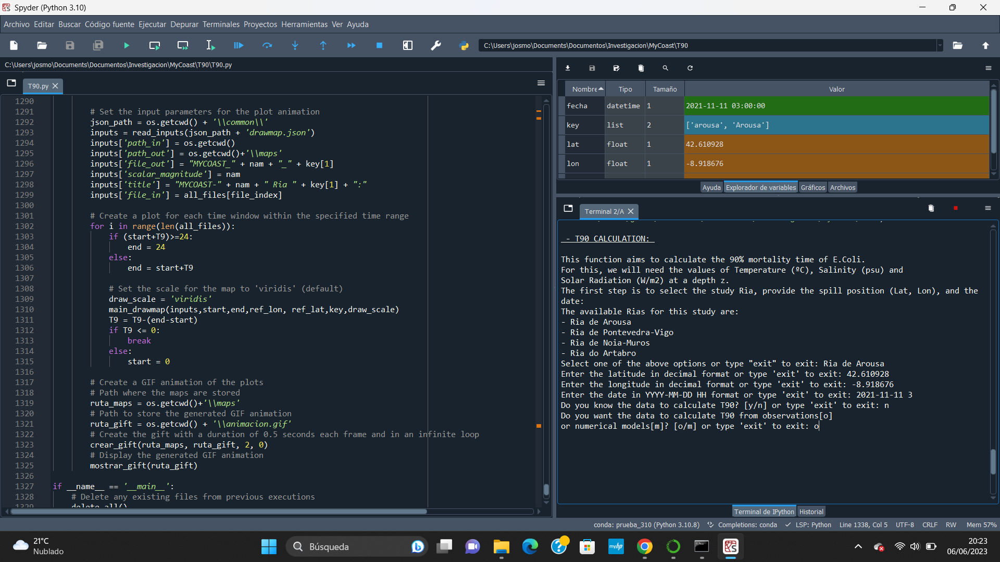 Spyder (Python 3.10)
Archivo Editar Buscar Código fuente Ejecutar Depurar Terminales Proyectos Herramientas Ver Ayuda
C:\Users\josmo\Documents\Documentos\Investigacion\MyCoast\T90
C:\Users\josmo\Documents\Documentos\Investigacion\MyCoast\T90\T90.py
T90.py
1290
1291 # Set the input parameters for the plot animation
1292 json_path = os.getcwd() + '\\common\\'
1293 inputs = read_inputs(json_path + 'drawmap.json')
1294 inputs['path_in'] = os.getcwd()
1295 inputs['path_out'] = os.getcwd()+'\\maps'
1296 inputs['file_out'] = "MYCOAST_" + nam + "_" + key[1]
1297 inputs['scalar_magnitude'] = nam
1298 inputs['title'] = "MYCOAST-" + nam + " Ria " + key[1] + ":"
1299 inputs['file_in'] = all_files[file_index]
1300
1301 # Create a plot for each time window within the specified time range
1302 for i in range(len(all_files)):
1303 if (start+T9)>=24:
1304 end = 24
1305 else:
1306 end = start+T9
1307
1308 # Set the scale for the map to 'viridis' (default)
1309 draw_scale = 'viridis'
1310 main_drawmap(inputs,start,end,ref_lon, ref_lat,key,draw_scale)
1311 T9 = T9-(end-start)
1312 if T9 <= 0:
1313 break
1314 else:
1315 start = 0
1316
1317 # Create a GIF animation of the plots
1318 # Path where the maps are stored
1319 ruta_maps = os.getcwd()+'\\maps'
1320 # Path to store the generated GIF animation
1321 ruta_gift = os.getcwd() + '\\animacion.gif'
1322 # Create the gift with a duration of 0.5 seconds each frame and in an infinite loop
1323 crear_gift(ruta_maps, ruta_gift, 2, 0)
1324 # Display the generated GIF animation
1325 mostrar_gift(ruta_gift)
1326
1327 if __name__ == '__main__':
1328 # Delete any existing files from previous executions
1329 delete_all()
Nombre Tipo Tamaño Valor
fecha datetime 1 2021-11-11 03:00:00
key list 2 ['arousa', 'Arousa']
lat float 1 42.610928
lon float 1 -8.918676
Ayuda Explorador de variables Gráficos Archivos
Terminal 2/A
- T90 CALCULATION:
This function aims to calculate the 90% mortality time of E.Coli.
For this, we will need the values of Temperature (ºC), Salinity (psu) and
Solar Radiation (W/m2) at a depth z.
The first step is to select the study Ria, provide the spill position (Lat, Lon), and the
date:
The available Rias for this study are:
- Ria de Arousa
- Ria de Pontevedra-Vigo
- Ria de Noia-Muros
- Ria do Artabro
Select one of the above options or type "exit" to exit: Ria de Arousa
Enter the latitude in decimal format or type 'exit' to exit: 42.610928
Enter the longitude in decimal format or type 'exit' to exit: -8.918676
Enter the date in YYYY-MM-DD HH format or type 'exit' to exit: 2021-11-11 3
Do you know the data to calculate T90? [y/n] or type 'exit' to exit: n
Do you want the data to calculate T90 from observations[o]
or numerical models[m]? [o/m] or type 'exit' to exit: o
Terminal de IPython Historial
conda: prueba_310 (Python 3.10.8) Completions: conda LSP: Python Line 1338, Col 5 UTF-8 CRLF RW Mem 57%
21°C
Nublado
Búsqueda
myhp
20:23
06/06/2023